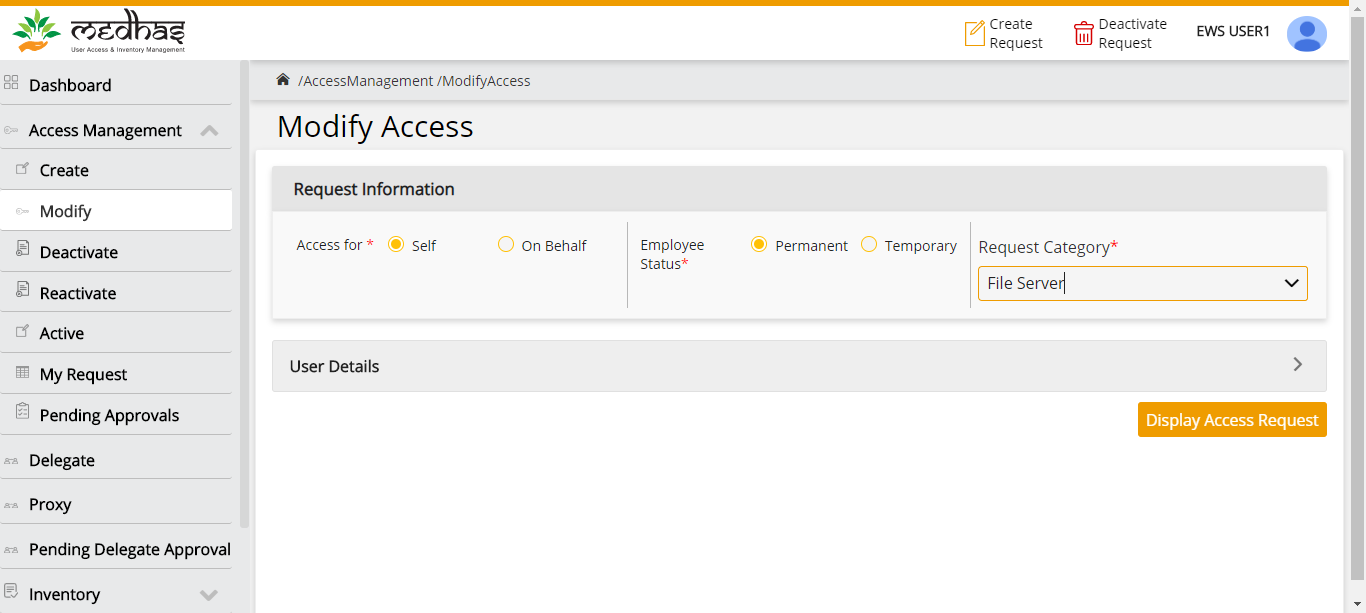 medhas
User Access & Inventory Management
Create
Request
Deactivate
Request
EWS USER1
Dashboard
Access Management
Create
Modify
Deactivate
Reactivate
Active
My Request
Pending Approvals
Delegate
Proxy
Pending Delegate Approval
Inventory
/AccessManagement /ModifyAccess
Modify Access
Request Information
Access for * Self On Behalf
Employee
Status*
Permanent Temporary
Request Category*
File Server
User Details
Display Access Request